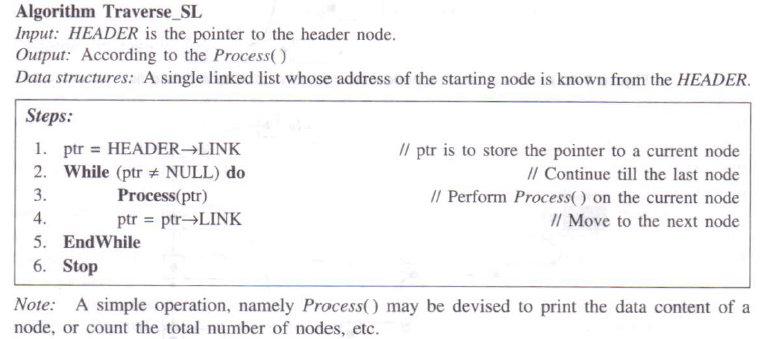 Algorithm Traverse_SL
Input: HEADER is the pointer to the header node.
Output: According to the Process( )
Data structures: A single linked list whose address of the starting node is known from the HEADER.
Steps:
1. ptr = HEADER→LINK // ptr is to store the pointer to a current node
2. While (ptr ≠ NULL) do // Continue till the last node
3. Process(ptr) // Perform Process( ) on the current node
4. ptr = ptr→LINK // Move to the next node
5. EndWhile
6. Stop
Note: A simple operation, namely Process( ) may be devised to print the data content of a
node, or count the total number of nodes, etc.